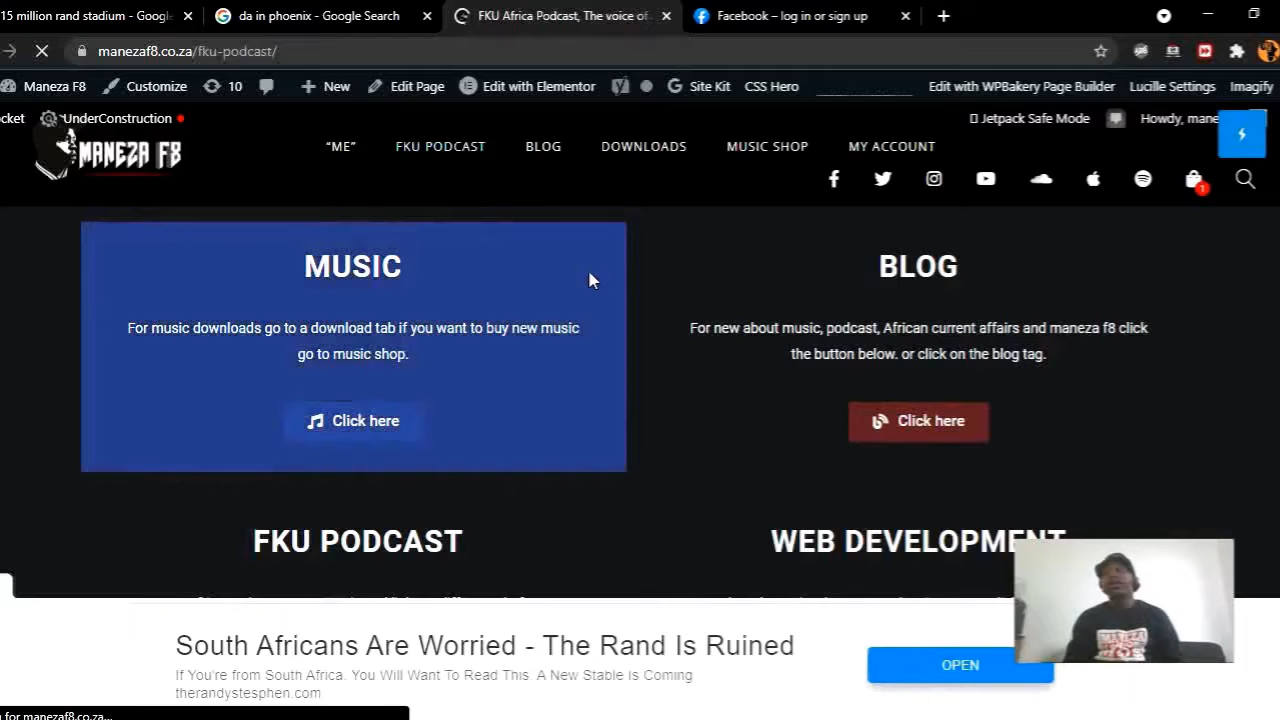 15 million rand stadium - Googl
da in phoenix - Google Search
FKU Africa Podcast, The voice of
Facebook – log in or sign up
manezaf8.co.za/fku-podcast/
Maneza F8
Customize
10
New
Edit Page
Edit with Elementor
Site Kit
CSS Hero
Edit with WPBakery Page Builder
Lucille Settings
Imagify
ocket
UnderConstruction
Jetpack Safe Mode
Howdy, mane
MANEZA F8
“ME”
FKU PODCAST
BLOG
DOWNLOADS
MUSIC SHOP
MY ACCOUNT
1
MUSIC
For music downloads go to a download tab if you want to buy new music
go to music shop.
Click here
BLOG
For new about music, podcast, African current affairs and maneza f8 click
the button below. or click on the blog tag.
Click here
FKU PODCAST
WEB DEVELOPMENT
South Africans Are Worried - The Rand Is Ruined
If You're from South Africa. You Will Want To Read This A New Stable Is Coming
therandystesphen.com
OPEN
for manezaf8.co.za...